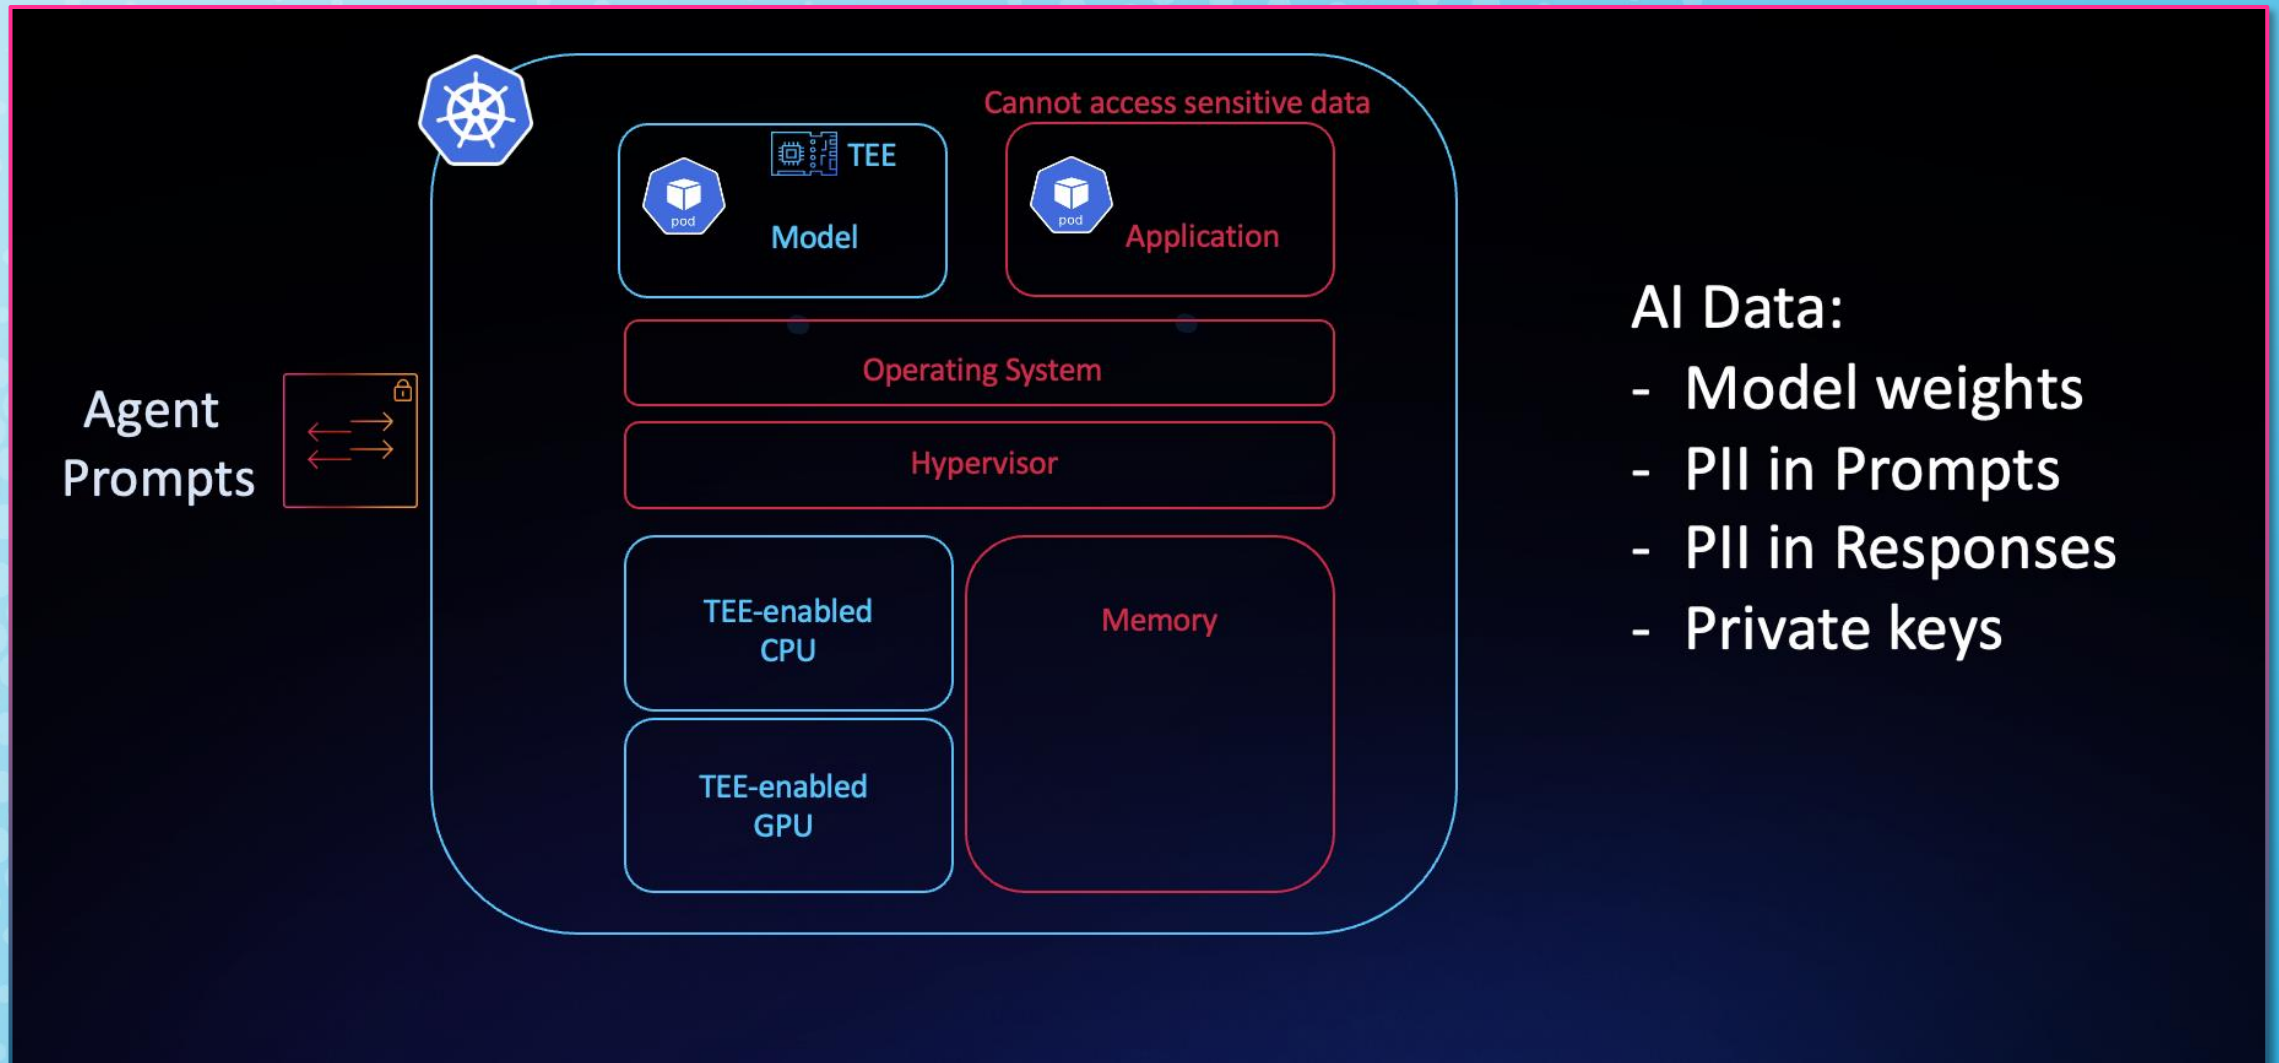 Cannot access sensitive data
TEE
pod
Model
pod
Application
Operating System
Hypervisor
TEE-enabled
CPU
Memory
TEE-enabled
GPU
Agent
Prompts
AI Data:
- Model weights
- PII in Prompts
- PII in Responses
- Private keys